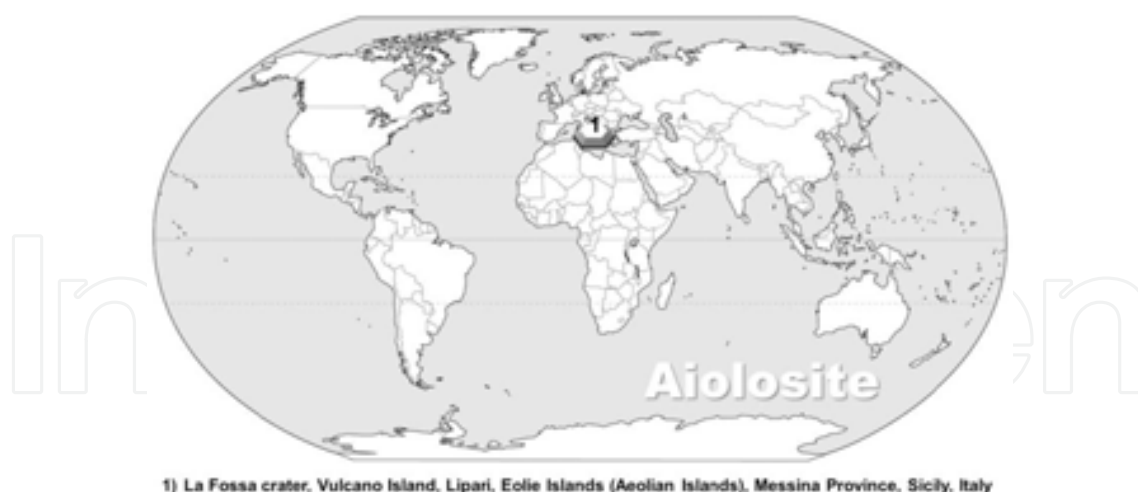 1
Aiolosite
1) La Fossa crater, Vulcano Island, Lipari, Eolie Islands (Aeolian Islands), Messina Province, Sicily, Italy